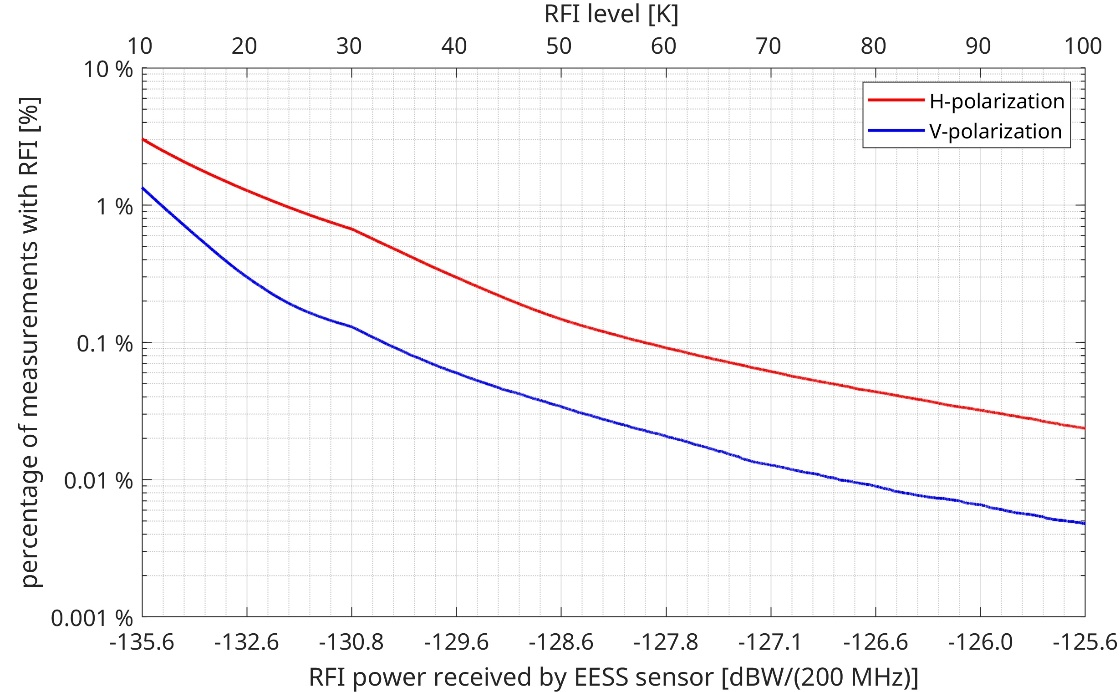 RFI level [K]
10 20 30 40 50 60 70 80 90 100
10 %
1 %
0.1 %
0.01 %
0.001 %
percentage of measurements with RFI [%]
H-polarization
V-polarization
-135.6 -132.6 -130.8 -129.6 -128.6 -127.8 -127.1 -126.6 -126.0 -125.6
RFI power received by EESS sensor [dBW/(200 MHz)]